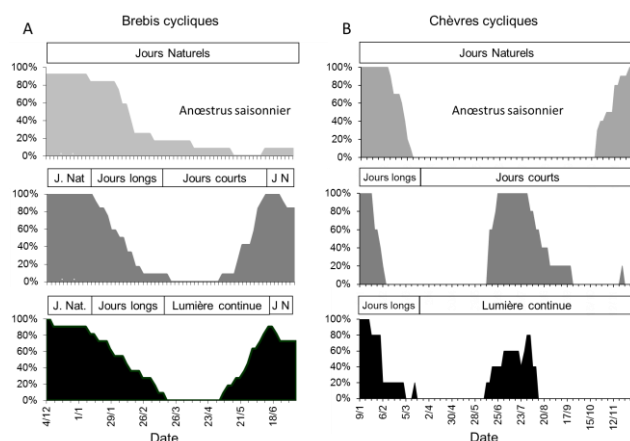 A
Brebis cycliques
Jours Naturels
100%
80%
60%
40%
20%
0%
Anœstrus saisonnier
J. Nat
Jours longs
Jours courts
J N
100%
80%
60%
40%
20%
0%
J. Nat.
Jours longs
Lumière continue
J N
100%
80%
60%
40%
20%
0%
4/12
1/1
29/1
26/2
26/3
23/4
21/5
18/6
Date
B
Chèvres cycliques
Jours Naturels
100%
80%
60%
40%
20%
0%
Anœstrus saisonnier
Jours longs
Jours courts
100%
80%
60%
40%
20%
0%
Jours longs
Lumière continue
100%
80%
60%
40%
20%
0%
9/1
6/2
5/3
2/4
30/4
28/5
25/6
23/7
20/8
17/9
15/10
12/11
Date